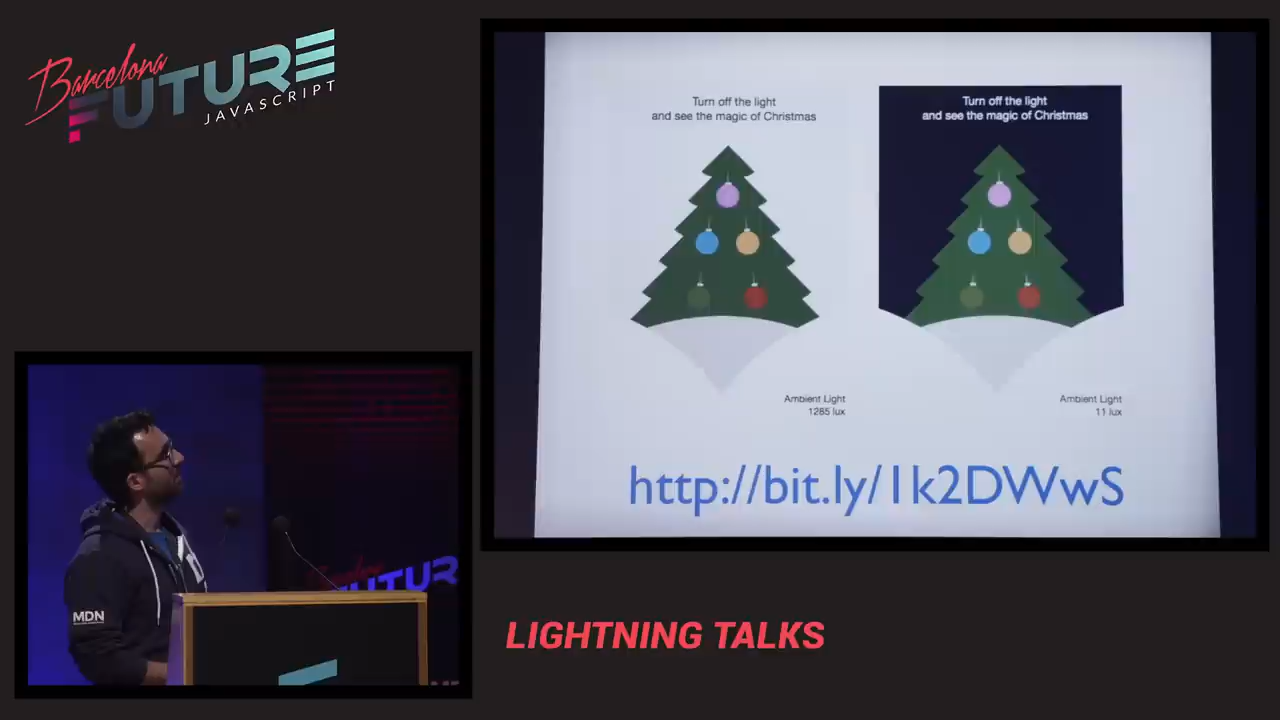 Barcelona
FUTURE
JAVASCRIPT
Turn off the light
and see the magic of Christmas
Turn off the light
and see the magic of Christmas
Ambient Light
1285 lux
Ambient Light
11 lux
http://bit.ly/1k2DWwS
MDN
LIGHTNING TALKS